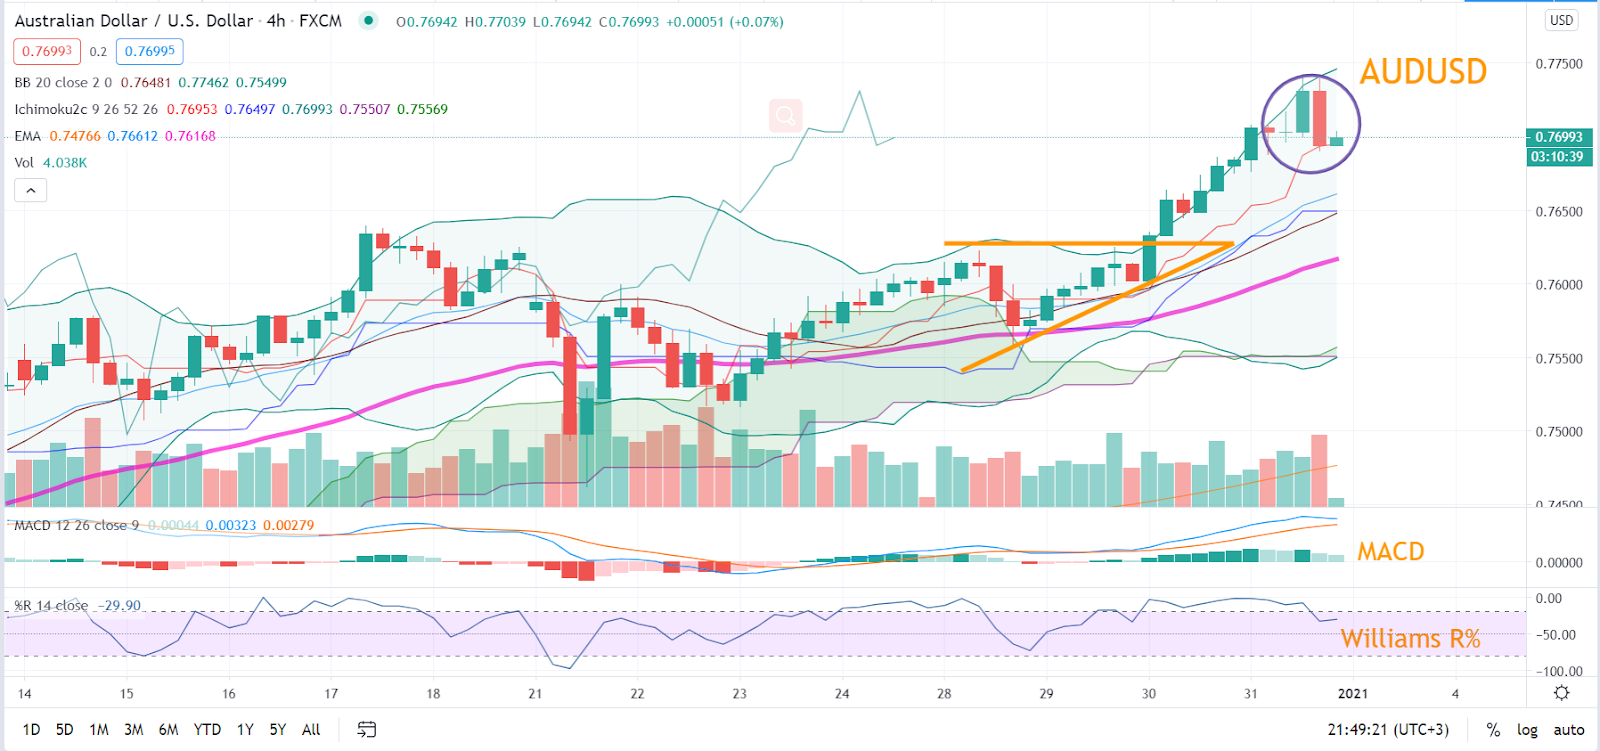 Australian Dollar / U.S. Dollar · 4h · FXCM O0.76942 H0.77039 L0.76942 C0.76993 +0.00051 (+0.07%)
USD
0.76993 0.2 0.76995
BB 20 close 2 0 0.76481 0.77462 0.75499
Ichimoku2c 9 26 52 26 0.76953 0.76497 0.76993 0.75507 0.75569
EMA 0.74766 0.76612 0.76168
Vol 4.038K
AUDUSD
0.77500
0.76993
03:10:39
0.76500
0.76000
0.75500
0.75000
0.74500
MACD 12 26 close 9 0.00044 0.00323 0.00279
MACD
0.00000
%R 14 close −29.90
0.00
Williams R%
−50.00
−100.00
14 15 16 17 18 21 22 23 24 28 29 30 31 2021 4
1D 5D 1M 3M 6M YTD 1Y 5Y All
21:49:21 (UTC+3) % log auto